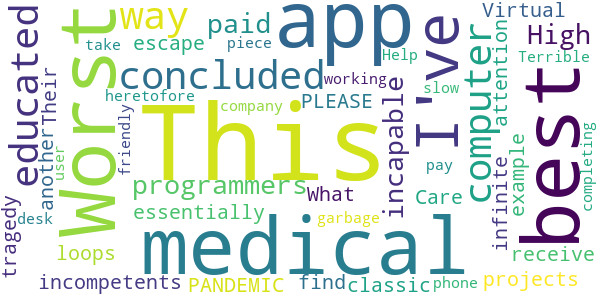 This
app
medical
best
Worst
I've
computer
concluded
educated
way
paid
High
Virtual
escape
take
piece
Help
Terrible
heretofore
working
slow
attention
company
PLEASE
incapable
Their
another
friendly
user
programmers
What
pay
Care
example
infinite
completing
essentially
garbage
receive
tragedy
desk
loops
incompetents
PANDEMIC
find
classic
phone
projects